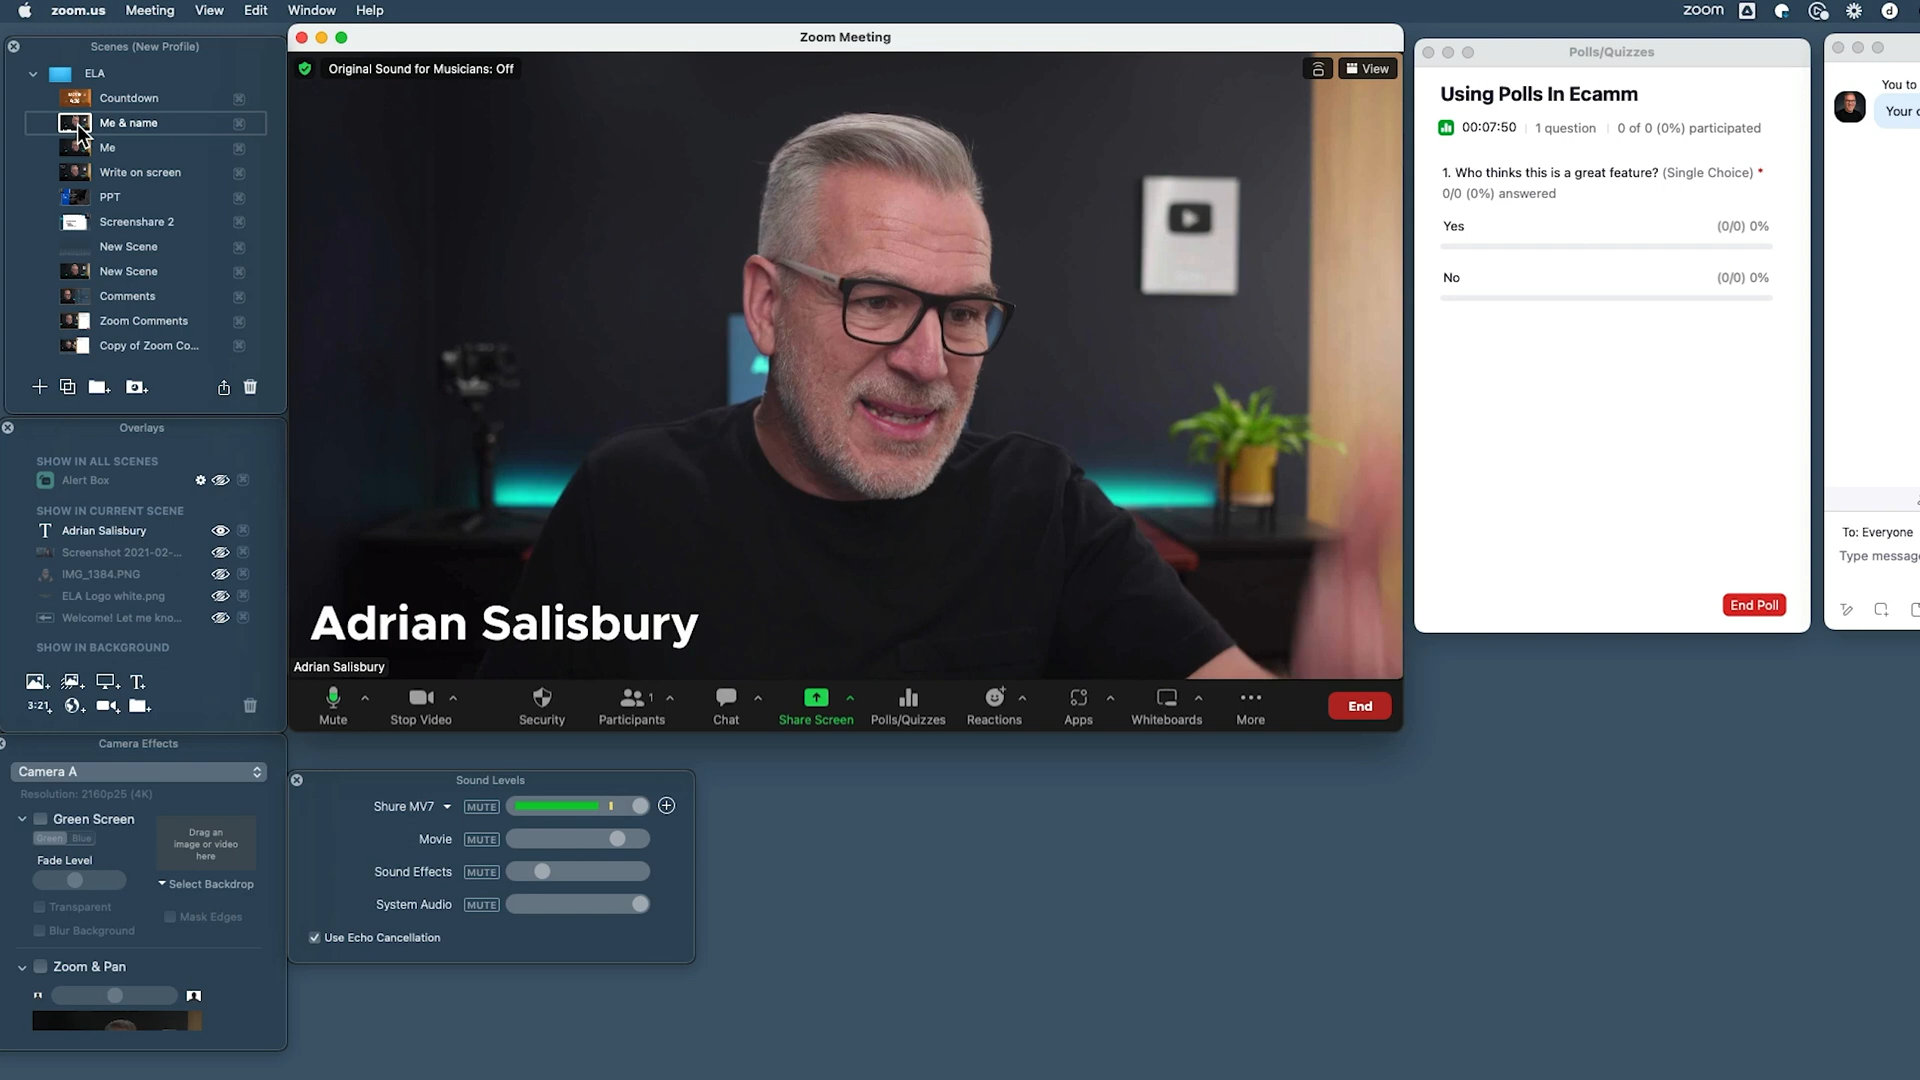 zoom.us Meeting View Edit Window Help
zoom
Scenes (New Profile)
ELA
Countdown
Me & name
Me
Write on screen
PPT
Screenshare 2
New Scene
New Scene
Comments
Zoom Comments
Copy of Zoom Co...
Overlays
SHOW IN ALL SCENES
Alert Box
SHOW IN CURRENT SCENE
Adrian Salisbury
Screenshot 2021-02-...
IMG_1384.PNG
ELA Logo white.png
Welcome! Let me kno...
SHOW IN BACKGROUND
3:21
Camera Effects
Camera A
Resolution: 2160p25 (4K)
Green Screen
Green Blue
Fade Level
Transparent
Blur Background
Drag an
image or video
here
Select Backdrop
Mask Edges
Zoom & Pan
Zoom Meeting
Original Sound for Musicians: Off
View
Adrian Salisbury
Adrian Salisbury
Mute
Stop Video
Security
1
Participants
Chat
Share Screen
Polls/Quizzes
Reactions
Apps
Whiteboards
More
End
Sound Levels
Shure MV7 MUTE
Movie MUTE
Sound Effects MUTE
System Audio MUTE
Use Echo Cancellation
Polls/Quizzes
Using Polls In Ecamm
00:07:50 1 question 0 of 0 (0%) participated
1. Who thinks this is a great feature? (Single Choice) *
0/0 (0%) answered
Yes (0/0) 0%
No (0/0) 0%
End Poll
You to
Your
To: Everyone
Type messag